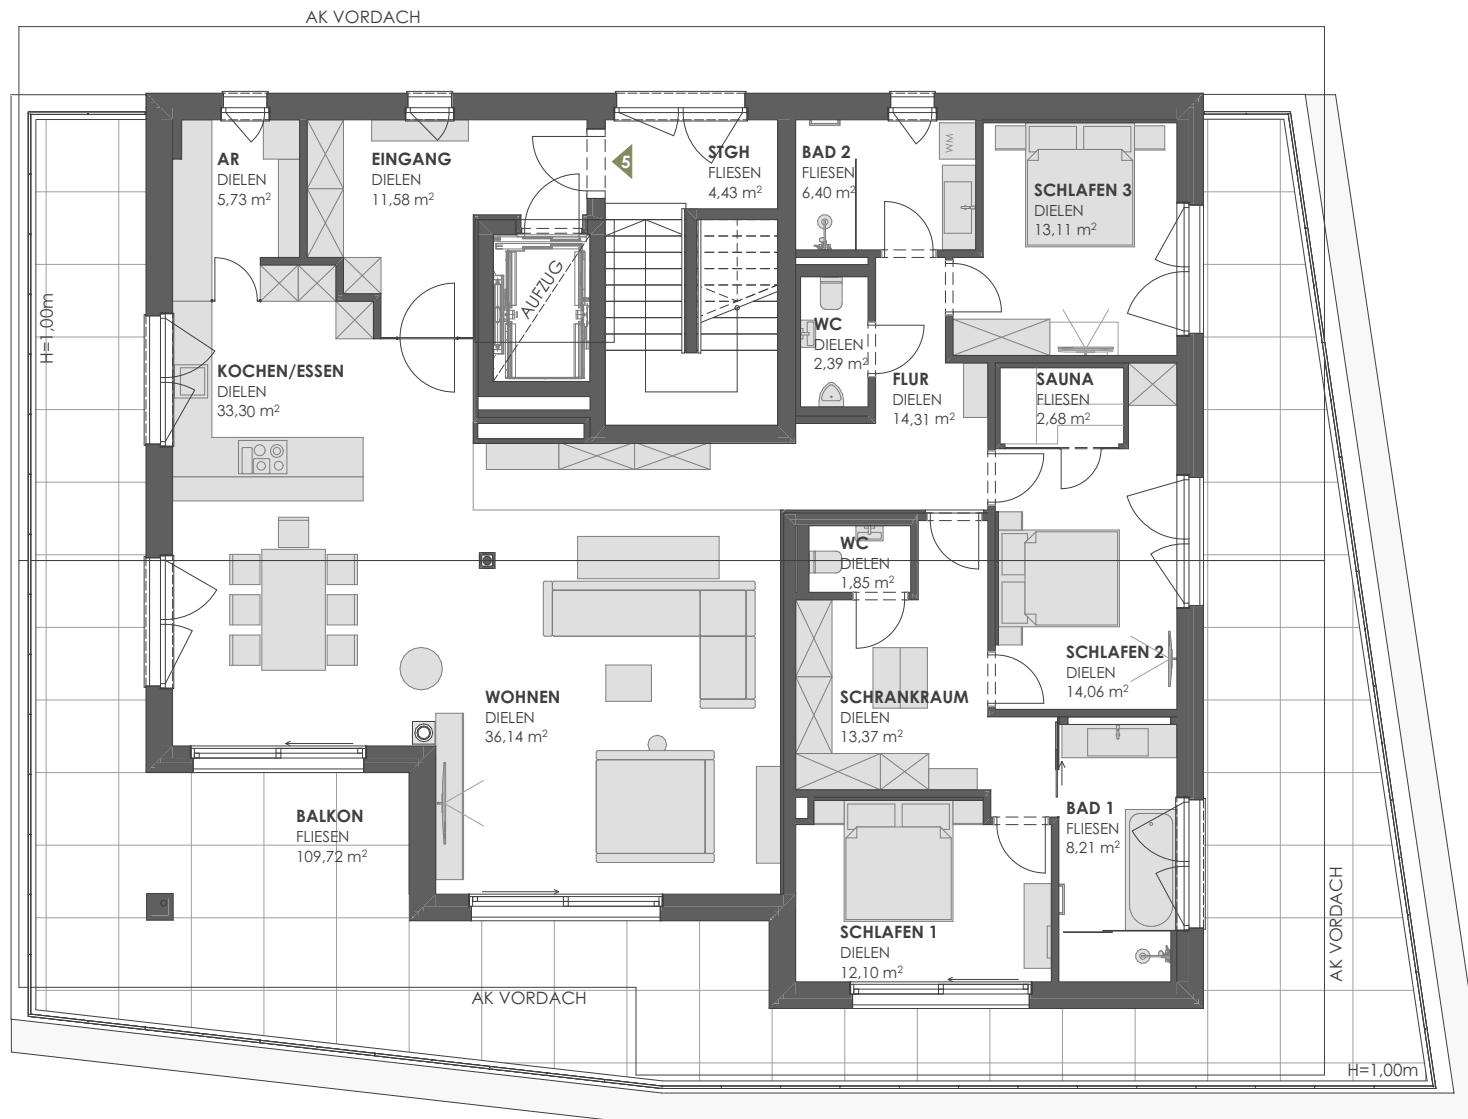 AK VORDACH
AR
DIELEN
5,73 m²
EINGANG
DIELEN
11,58 m²
5
STGH
FLIESEN
4,43 m²
BAD 2
FLIESEN
6,40 m²
WM
SCHLAFEN 3
DIELEN
13,11 m²
AUFZUG
H=1,00m
WC
DIELEN
2,39 m²
KOCHEN/ESSEN
DIELEN
33,30 m²
FLUR
DIELEN
14,31 m²
SAUNA
FLIESEN
2,68 m²
WC
DIELEN
1,85 m²
SCHLAFEN 2
DIELEN
14,06 m²
WOHNEN
DIELEN
36,14 m²
SCHRANKRAUM
DIELEN
13,37 m²
BALKON
FLIESEN
109,72 m²
BAD 1
FLIESEN
8,21 m²
SCHLAFEN 1
DIELEN
12,10 m²
AK VORDACH
AK VORDACH
H=1,00m